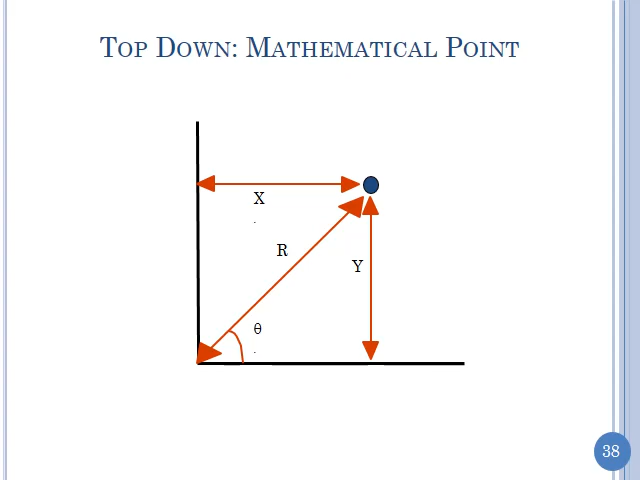 TOP DOWN: MATHEMATICAL POINT
X
.
R
Y
θ
.
38